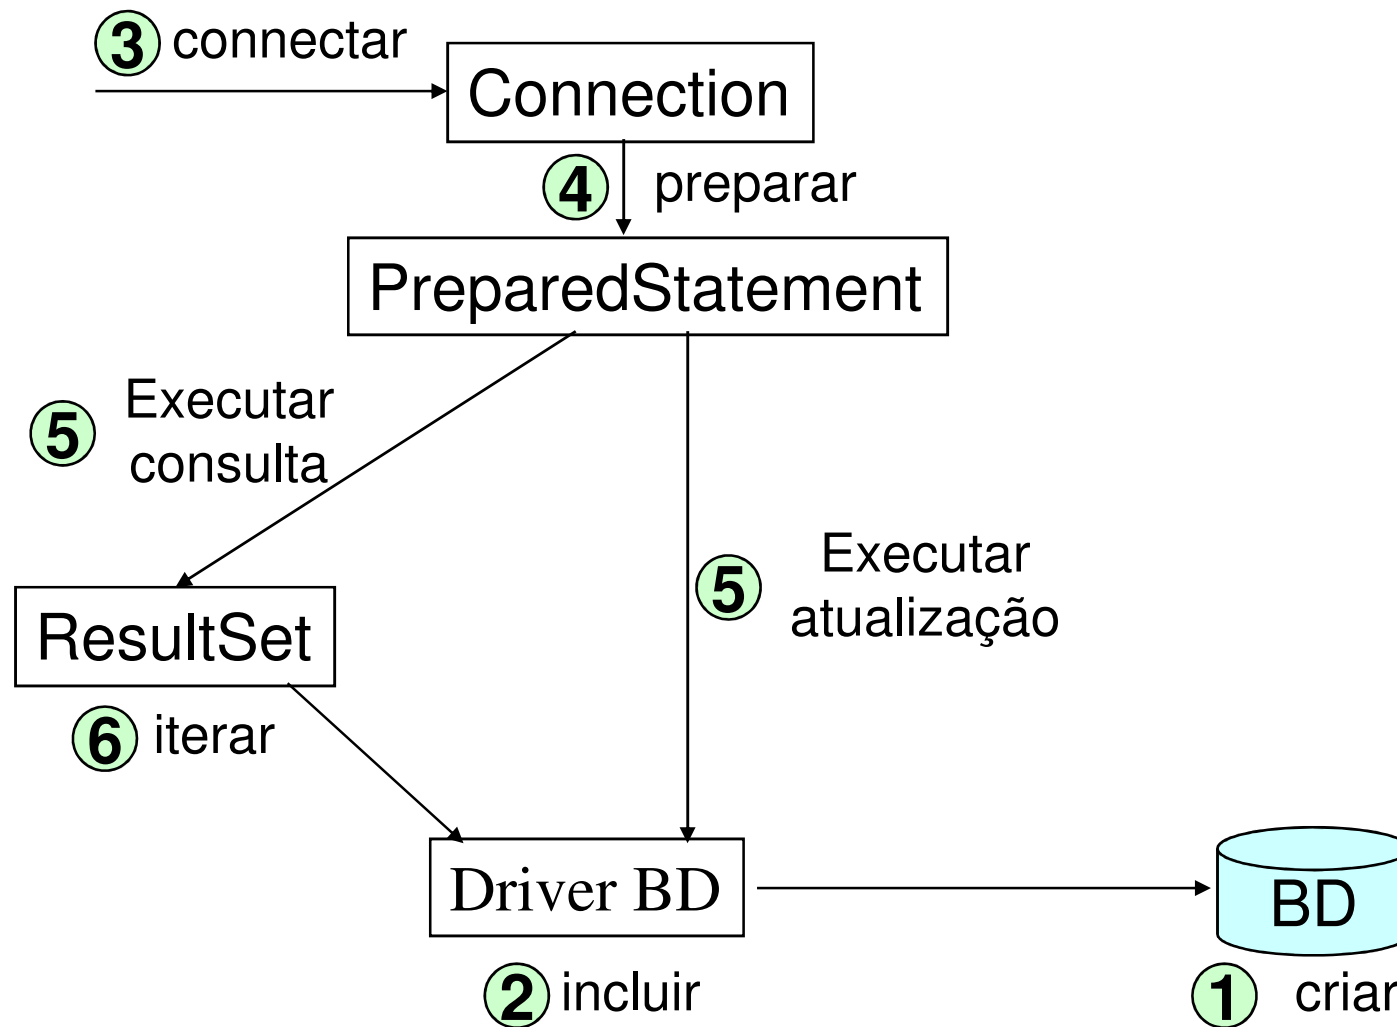 3 connectar
Connection
4 preparar
PreparedStatement
5 Executar
consulta
5 Executar
atualização
ResultSet
6 iterar
Driver BD
BD
2 incluir
1 criar